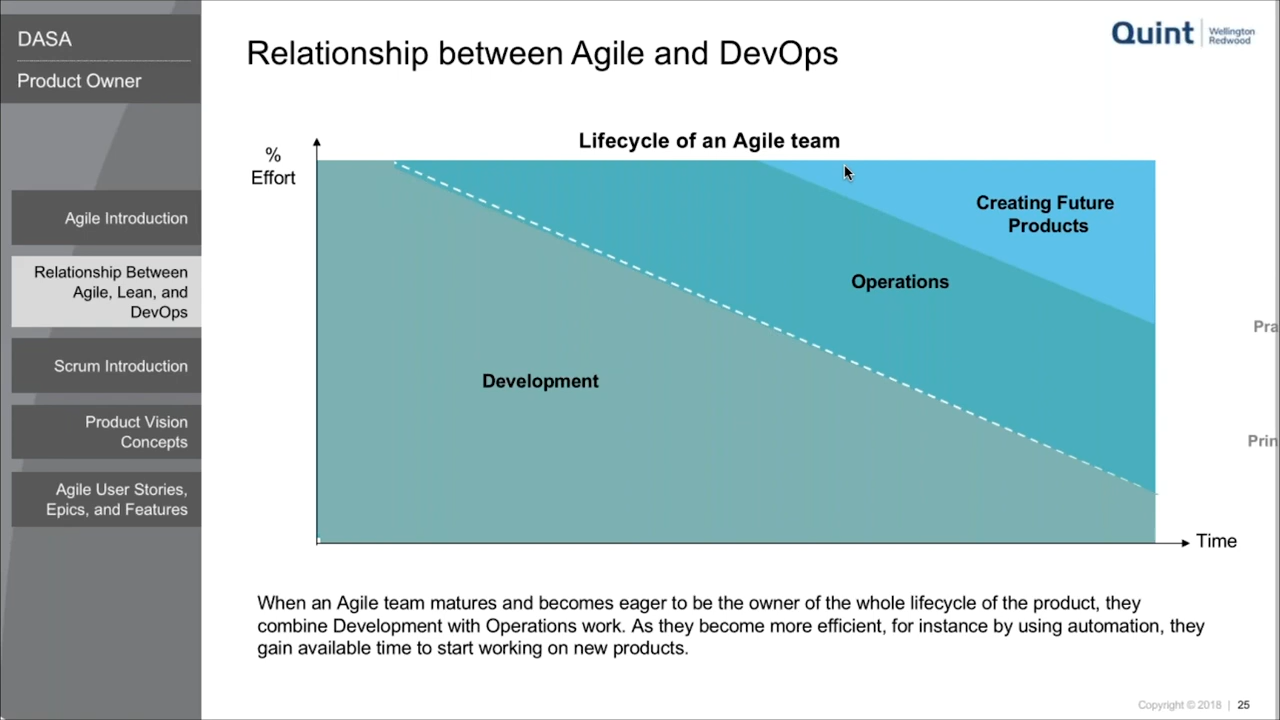 DASA
Product Owner
Relationship between Agile and DevOps
Quint
Wellington
Redwood
Agile Introduction
Relationship Between
Agile, Lean, and
DevOps
Scrum Introduction
Product Vision
Concepts
Agile User Stories,
Epics, and Features
Lifecycle of an Agile team
%
Effort
Creating Future
Products
Operations
Development
Time
Pra
Prin
When an Agile team matures and becomes eager to be the owner of the whole lifecycle of the product, they
combine Development with Operations work. As they become more efficient, for instance by using automation, they
gain available time to start working on new products.
Copyright © 2018 | 25